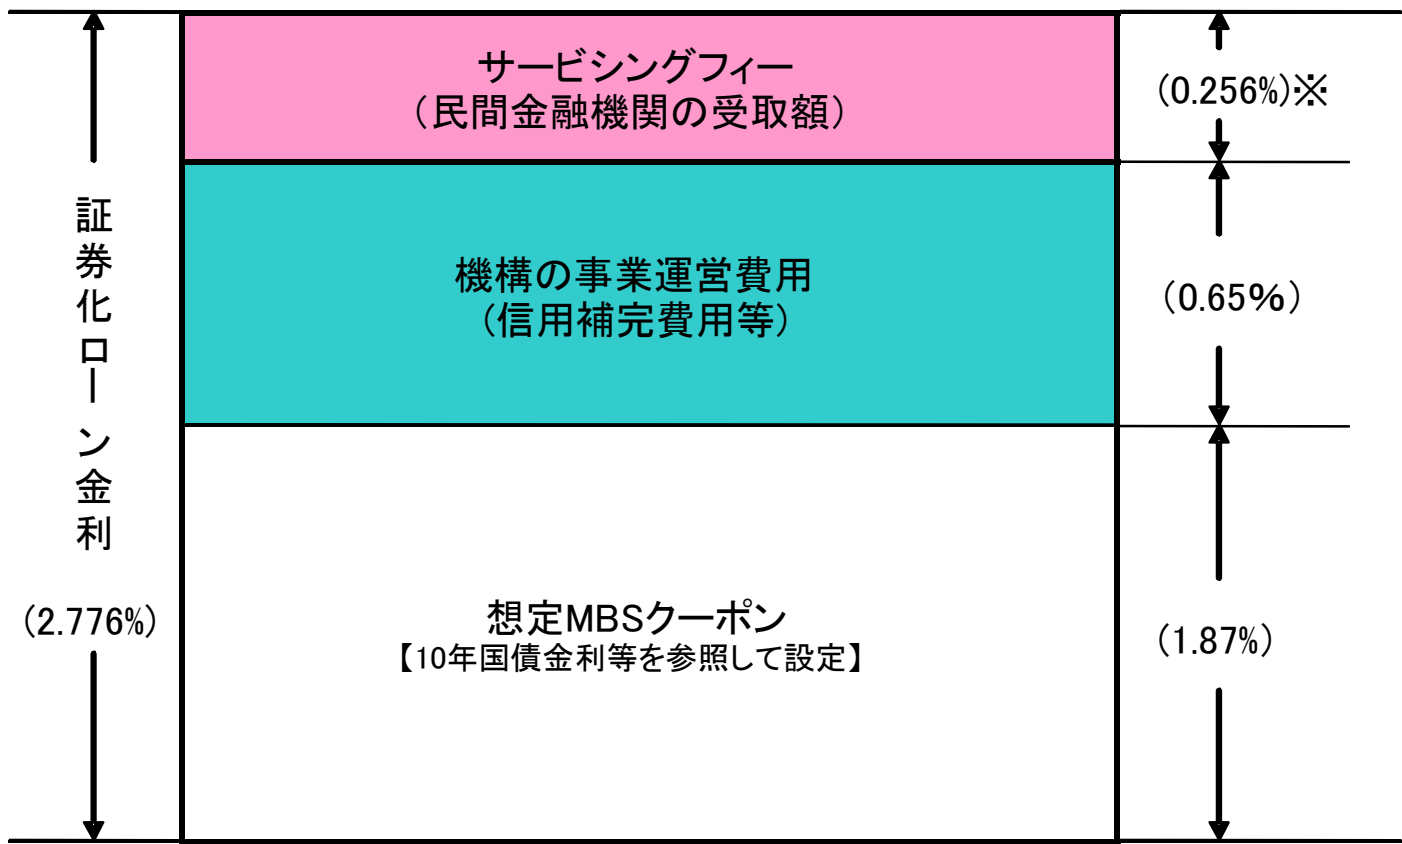 サービシングフィー
（民間金融機関の受取額）
(0.256%)※
証券化ローン金利
(2.776%)
機構の事業運営費用
（信用補完費用等）
（0.65%）
想定MBSクーポン
【10年国債金利等を参照して設定】
(1.87%)